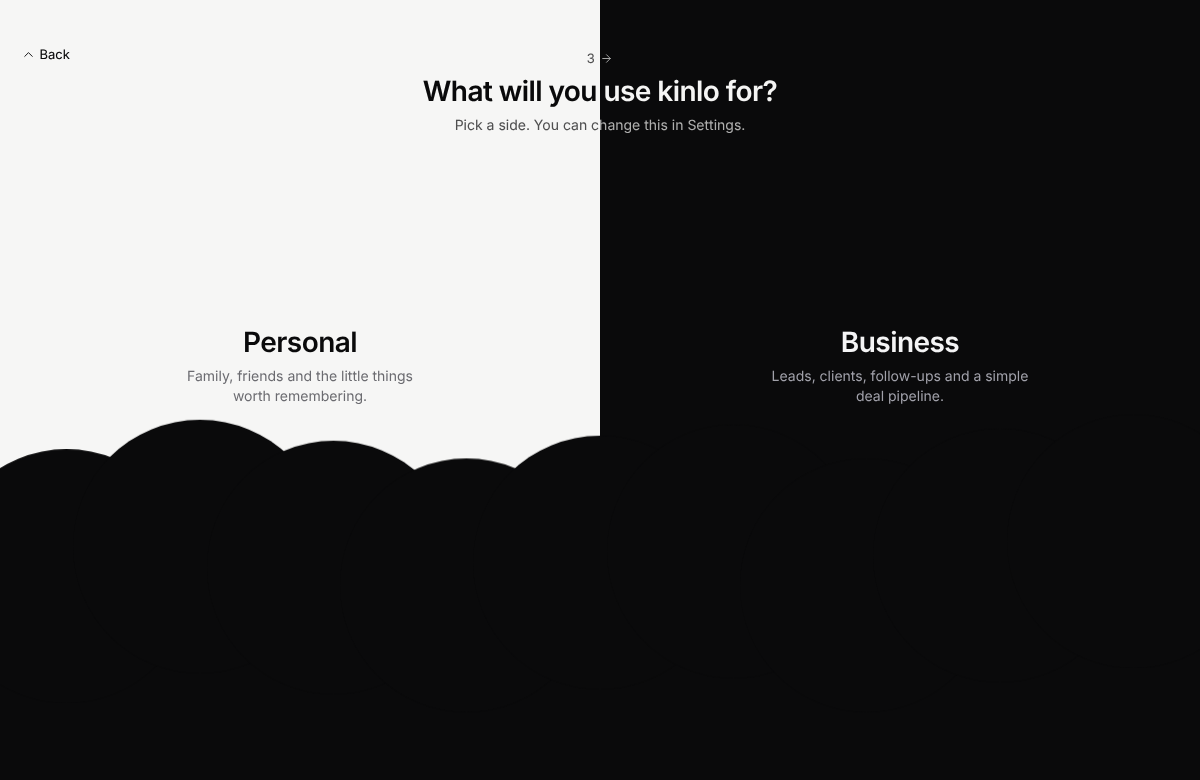 Back
3 →
What will you use kinlo for?
Pick a side. You can change this in Settings.
Personal
Family, friends and the little things
worth remembering.
Business
Leads, clients, follow-ups and a simple
deal pipeline.